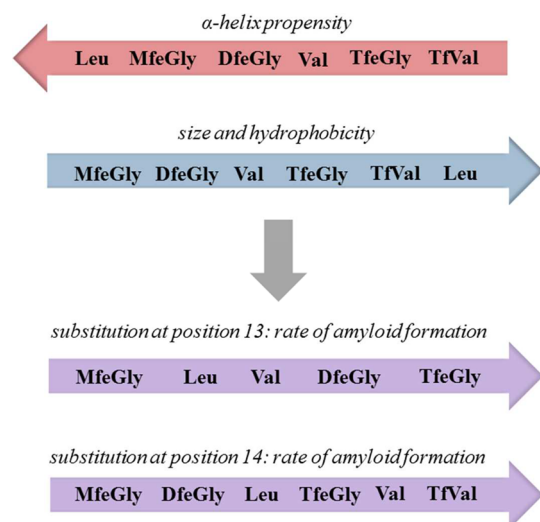 α-helix propensity
Leu MfeGly DfeGly Val TfeGly TfVal
size and hydrophobicity
MfeGly DfeGly Val TfeGly TfVal Leu
substitution at position 13: rate of amyloid formation
MfeGly Leu Val DfeGly TfeGly
substitution at position 14: rate of amyloid formation
MfeGly DfeGly Leu TfeGly Val TfVal